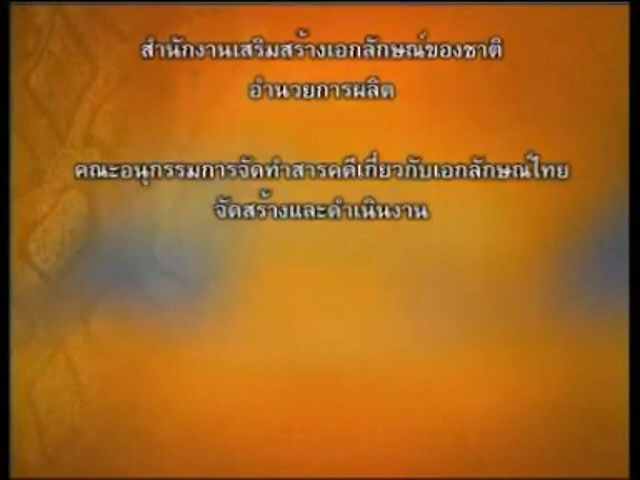 สำนักงานเสริมสร้างเอกลักษณ์ของชาติ
อำนวยการผลิต
คณะอนุกรรมการจัดทำสารคดีเกี่ยวกับเอกลักษณ์ไทย
จัดสร้างและดำเนินงาน